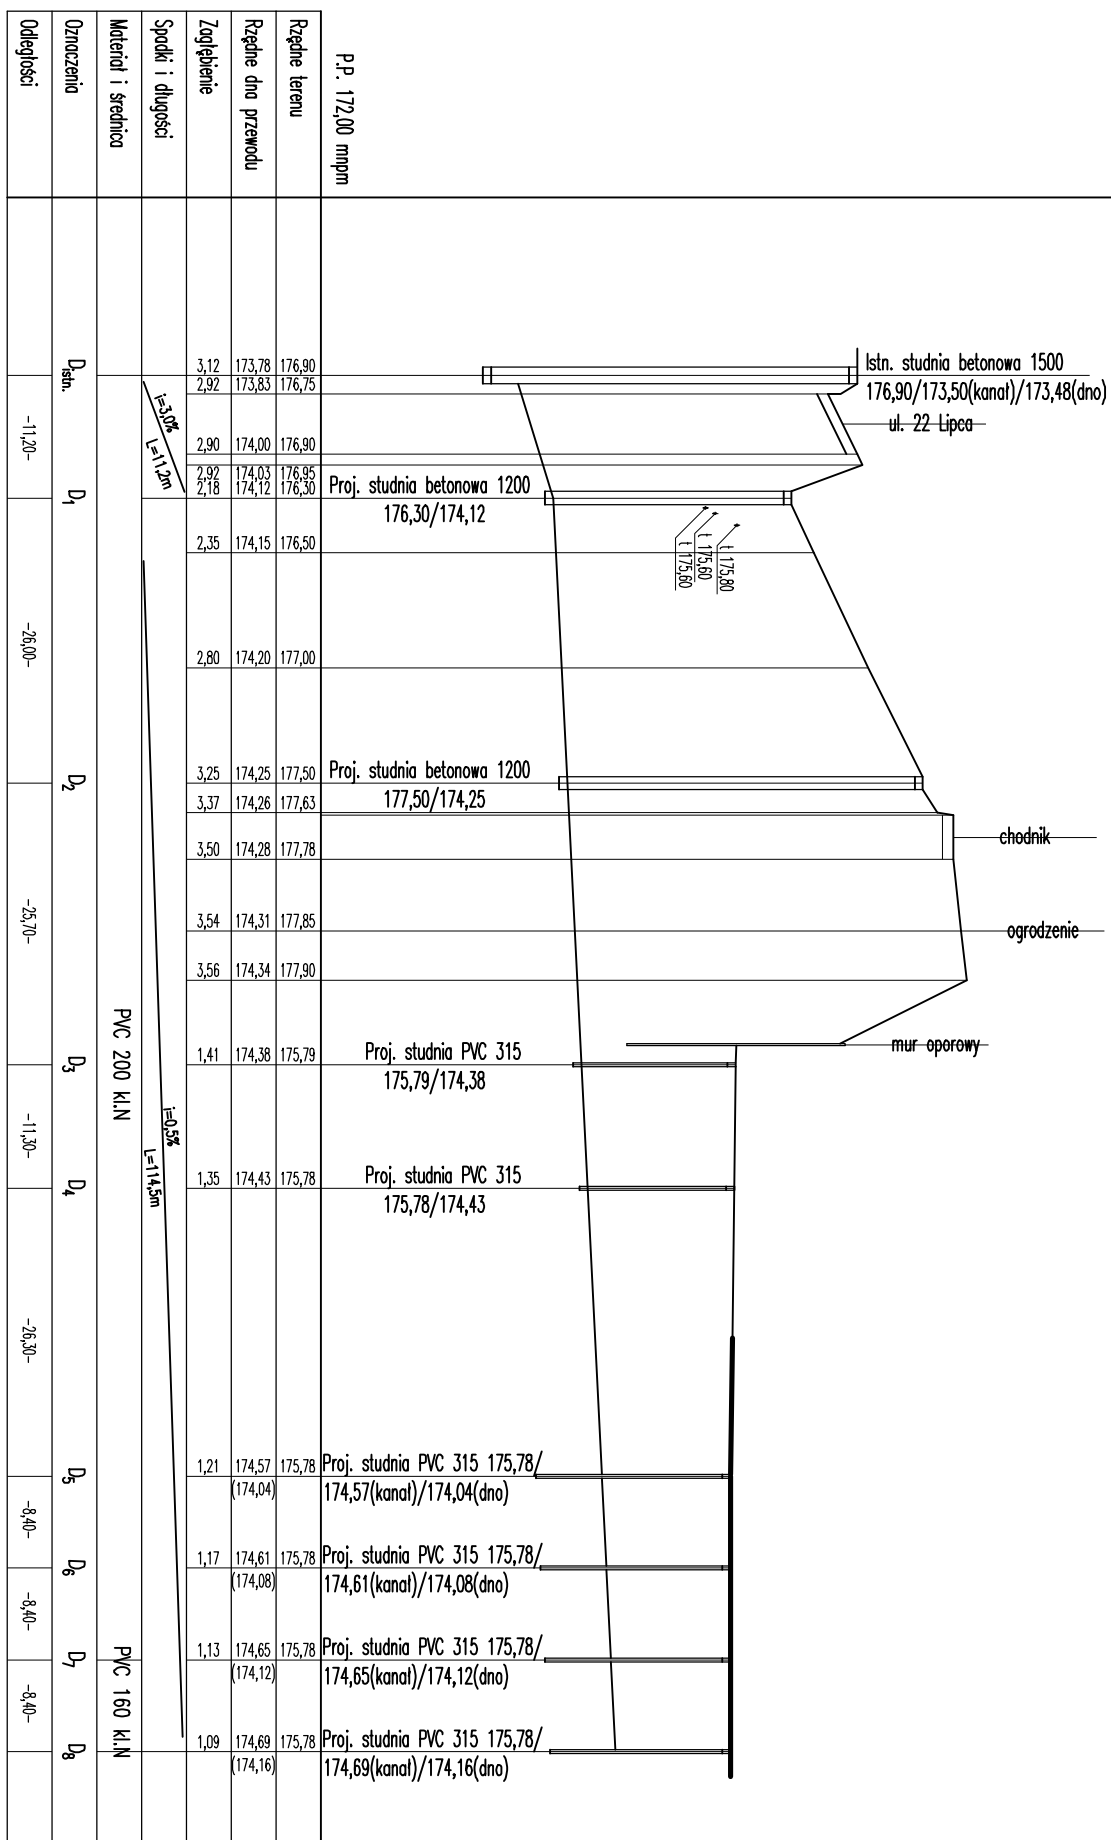 P.P. 172,00 mnpm
Rzędne terenu
176,90
176,75
176,90
176,95
176,30
176,50
177,00
177,50
177,63
177,78
177,85
177,90
175,79
175,78
175,78
175,78
175,78
175,78
Rzędne dna przewodu
173,78
173,83
174,00
174,03
174,12
174,15
174,20
174,25
174,26
174,28
174,31
174,34
174,38
174,43
174,57
(174,04)
174,61
(174,08)
174,65
(174,12)
174,69
(174,16)
Zagłębienie
3,12
2,92
2,90
2,92
2,18
2,35
2,80
3,25
3,37
3,50
3,54
3,56
1,41
1,35
1,21
1,17
1,13
1,09
Spadki i długości
i=3,0%
L=11,2m
i=0,5%
L=114,5m
Materiał i średnica
PVC 200 kl.N
PVC 160 kl.N
Oznaczenia
Distn.
D1
D2
D3
D4
D5
D6
D7
D8
Odległości
-11,20-
-26,00-
-25,70-
-11,30-
-26,30-
-8,40-
-8,40-
-8,40-
Istn. studnia betonowa 1500
176,90/173,50(kanał)/173,48(dno)
ul. 22 Lipca
Proj. studnia betonowa 1200
176,30/174,12
t 175,80
t 175,60
t 175,60
Proj. studnia betonowa 1200
177,50/174,25
chodnik
ogrodzenie
mur oporowy
Proj. studnia PVC 315
175,79/174,38
Proj. studnia PVC 315
175,78/174,43
Proj. studnia PVC 315 175,78/
174,57(kanał)/174,04(dno)
Proj. studnia PVC 315 175,78/
174,61(kanał)/174,08(dno)
Proj. studnia PVC 315 175,78/
174,65(kanał)/174,12(dno)
Proj. studnia PVC 315 175,78/
174,69(kanał)/174,16(dno)